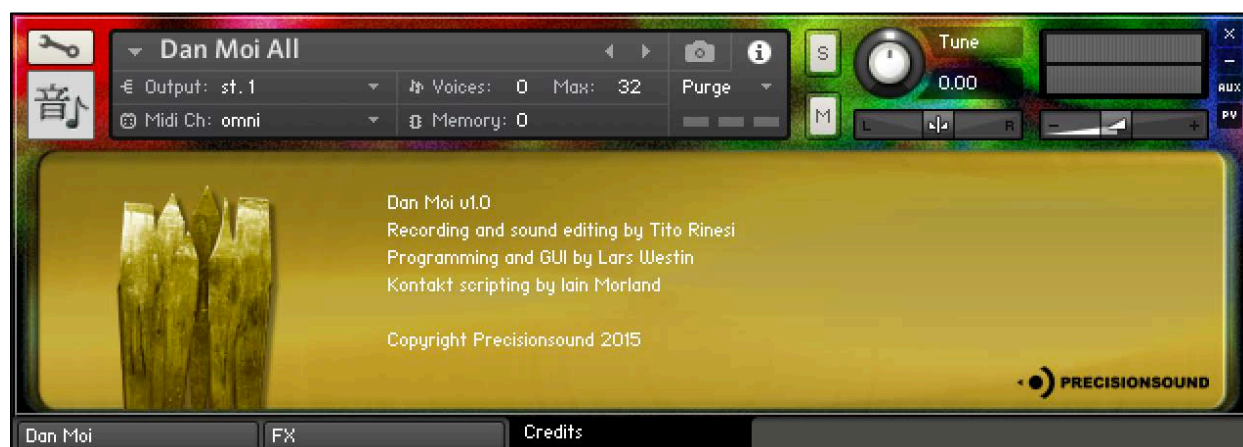 Dan Moi All
S
Tune
X
Output: st. 1
Voices: 0 Max: 32
Purge
0.00
AUX
音
Midi Ch: omni
Memory: 0
M
L
R
-
+
PV
Dan Moi v1.0
Recording and sound editing by Tito Rinesi
Programming and GUI by Lars Westin
Kontakt scripting by Iain Morland
Copyright Precisionsound 2015
PRECISIONSOUND
Dan Moi
FX
Credits